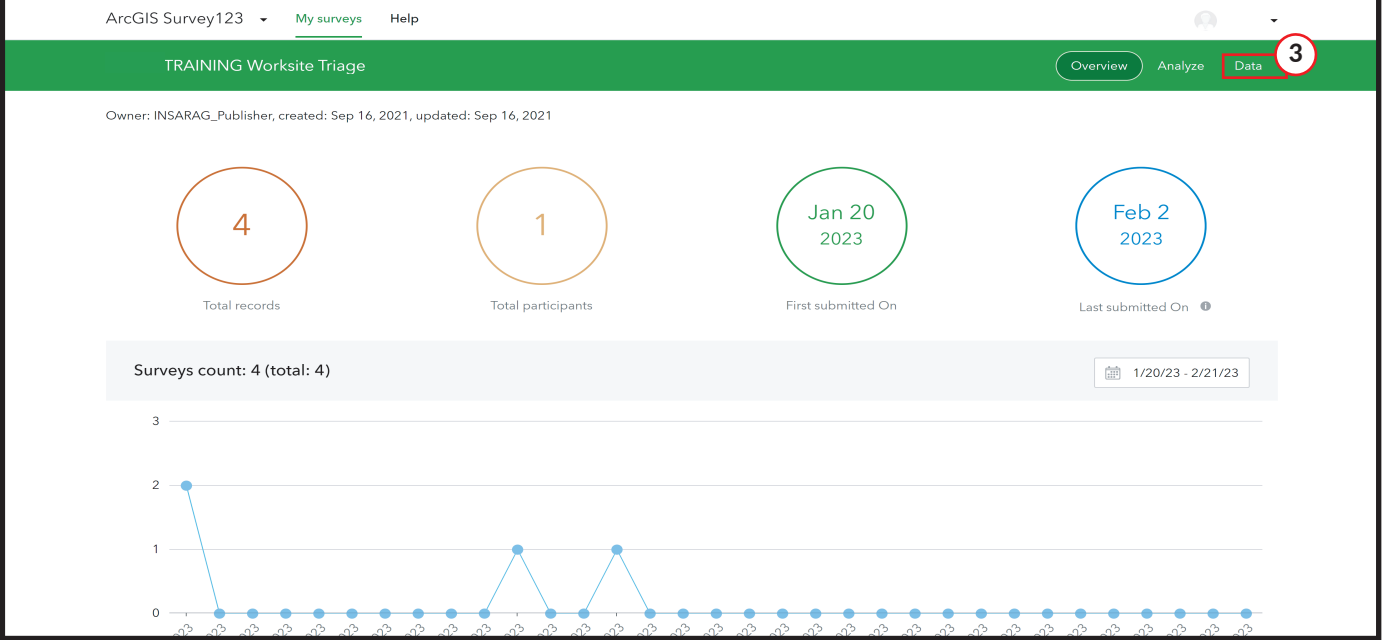 ArcGIS Survey123 My surveys Help
TRAINING Worksite Triage Overview Analyze Data 3
Owner: INSARAG_Publisher, created: Sep 16, 2021, updated: Sep 16, 2021
4 1 Jan 20 2023 Feb 2 2023
Total records Total participants First submitted On Last submitted On
Surveys count: 4 (total: 4) 1/20/23 - 2/21/23
3
2
1
0